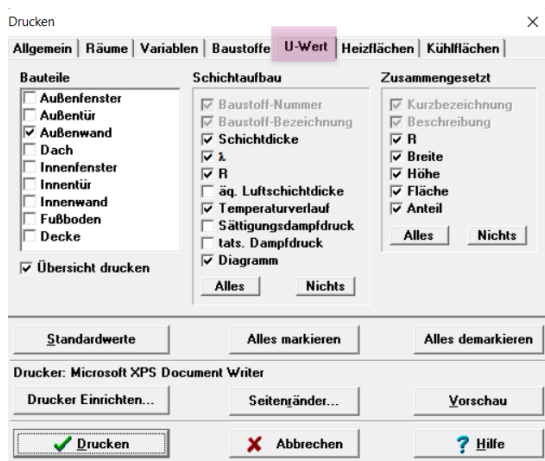 Drucken
Allgemein Räume Variablen Baustoffe U-Wert Heizflächen Kühlflächen
Bauteile
Außenfenster
Außentür
Außenwand
Dach
Innenfenster
Innentür
Innenwand
Fußboden
Decke
Übersicht drucken
Schichtaufbau
Baustoff-Nummer
Baustoff-Bezeichnung
Schichtdicke
λ
R
äq. Luftschichtdicke
Temperaturverlauf
Sättigungsdampfdruck
tats. Dampfdruck
Diagramm
Alles Nichts
Zusammengesetzt
Kurzbezeichnung
Beschreibung
R
Breite
Höhe
Fläche
Anteil
Alles Nichts
Standardwerte Alles markieren Alles demarkieren
Drucker: Microsoft XPS Document Writer
Drucker Einrichten... Seitenränder... Vorschau
Drucken Abbrechen Hilfe